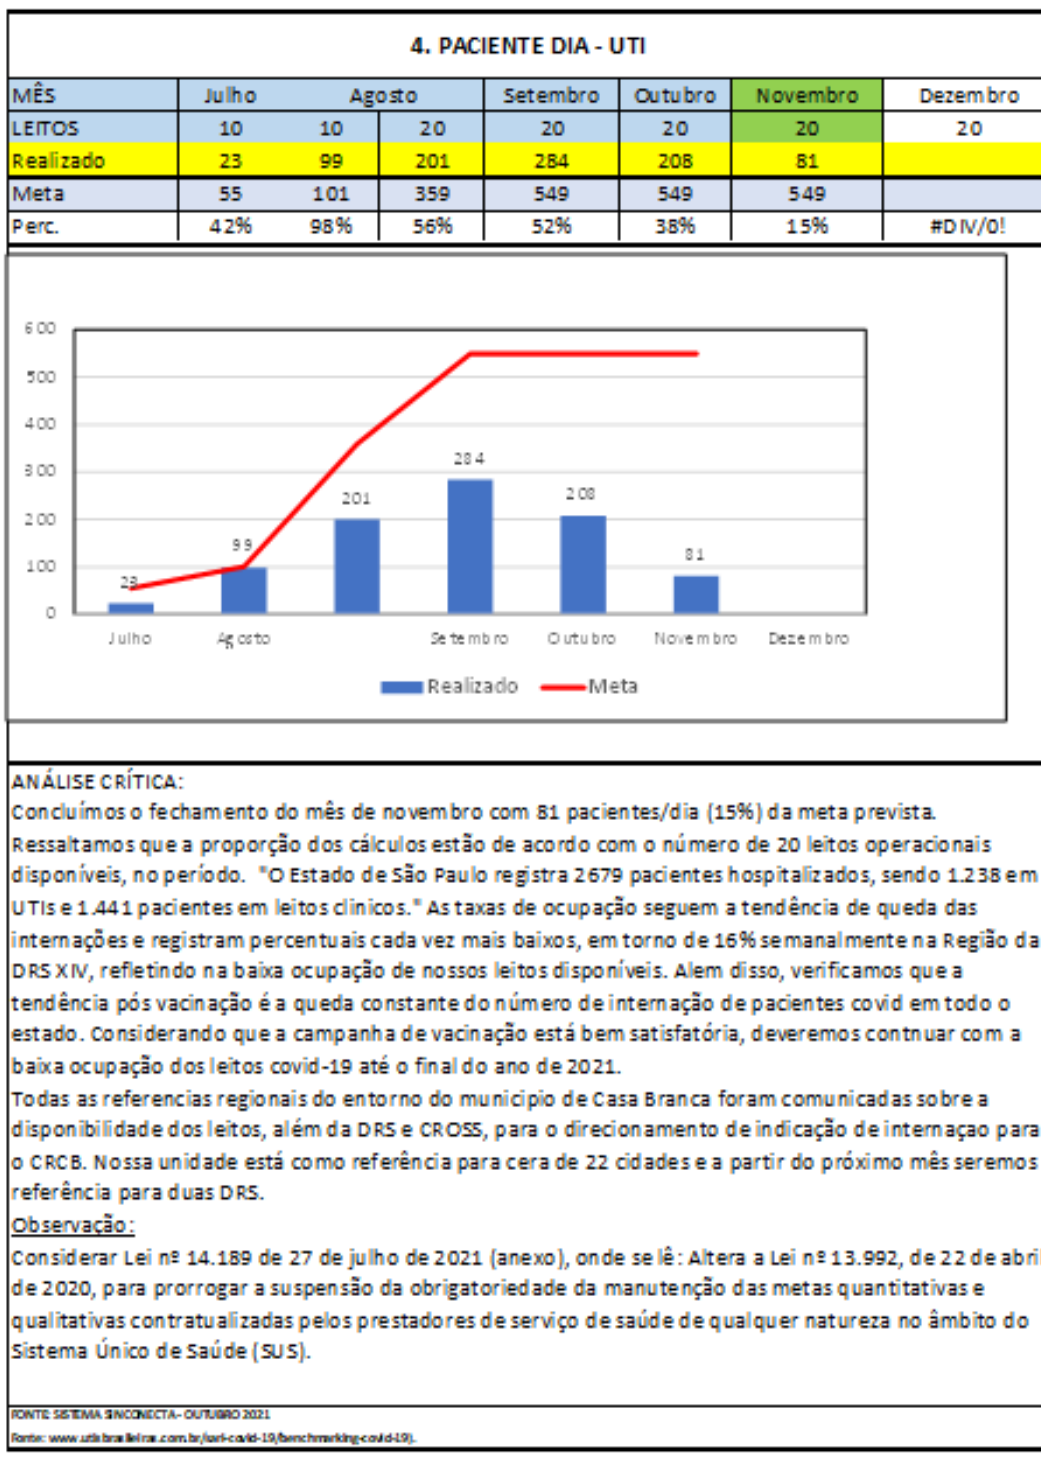 4. PACIENTE DIA - UTI
MÊS Julho Agosto Setembro Outubro Novembro Dezembro
LEITOS 10 10 20 20 20 20 20
Realizado 23 99 201 284 208 81
Meta 55 101 359 549 549 549
Perc. 42% 98% 56% 52% 38% 15% #DIV/0!
600
500
400
300
200
100
0
23
99
201
284
208
81
Julho Agosto Setembro Outubro Novembro Dezembro
Realizado Meta
ANÁLISE CRÍTICA:
Concluímos o fechamento do mês de novembro com 81 pacientes/dia (15%) da meta prevista.
Ressaltamos que a proporção dos cálculos estão de acordo com o número de 20 leitos operacionais
disponíveis, no período. "O Estado de São Paulo registra 2679 pacientes hospitalizados, sendo 1.238 em
UTIs e 1.441 pacientes em leitos clinicos." As taxas de ocupação seguem a tendência de queda das
internações e registram percentuais cada vez mais baixos, em torno de 16% semanalmente na Região da
DRS XIV, refletindo na baixa ocupação de nossos leitos disponíveis. Alem disso, verificamos que a
tendência pós vacinação é a queda constante do número de internação de pacientes covid em todo o
estado. Considerando que a campanha de vacinação está bem satisfatória, deveremos contnuar com a
baixa ocupação dos leitos covid-19 até o final do ano de 2021.
Todas as referencias regionais do entorno do municipio de Casa Branca foram comunicadas sobre a
disponibilidade dos leitos, além da DRS e CROSS, para o direcionamento de indicação de internaçao para
o CRCB. Nossa unidade está como referência para cera de 22 cidades e a partir do próximo mês seremos
referência para duas DRS.
Observação:
Considerar Lei nº 14.189 de 27 de julho de 2021 (anexo), onde se lê: Altera a Lei nº 13.992, de 22 de abril
de 2020, para prorrogar a suspensão da obrigatoriedade da manutenção das metas quantitativas e
qualitativas contratualizadas pelos prestadores de serviço de saúde de qualquer natureza no âmbito do
Sistema Único de Saúde (SUS).
FONTE: SISTEMA SINCONECTA - OUTUBRO 2021
Fonte: www.utisbrasileiras.com.br/sari-covid-19/benchmarking-covid-19).